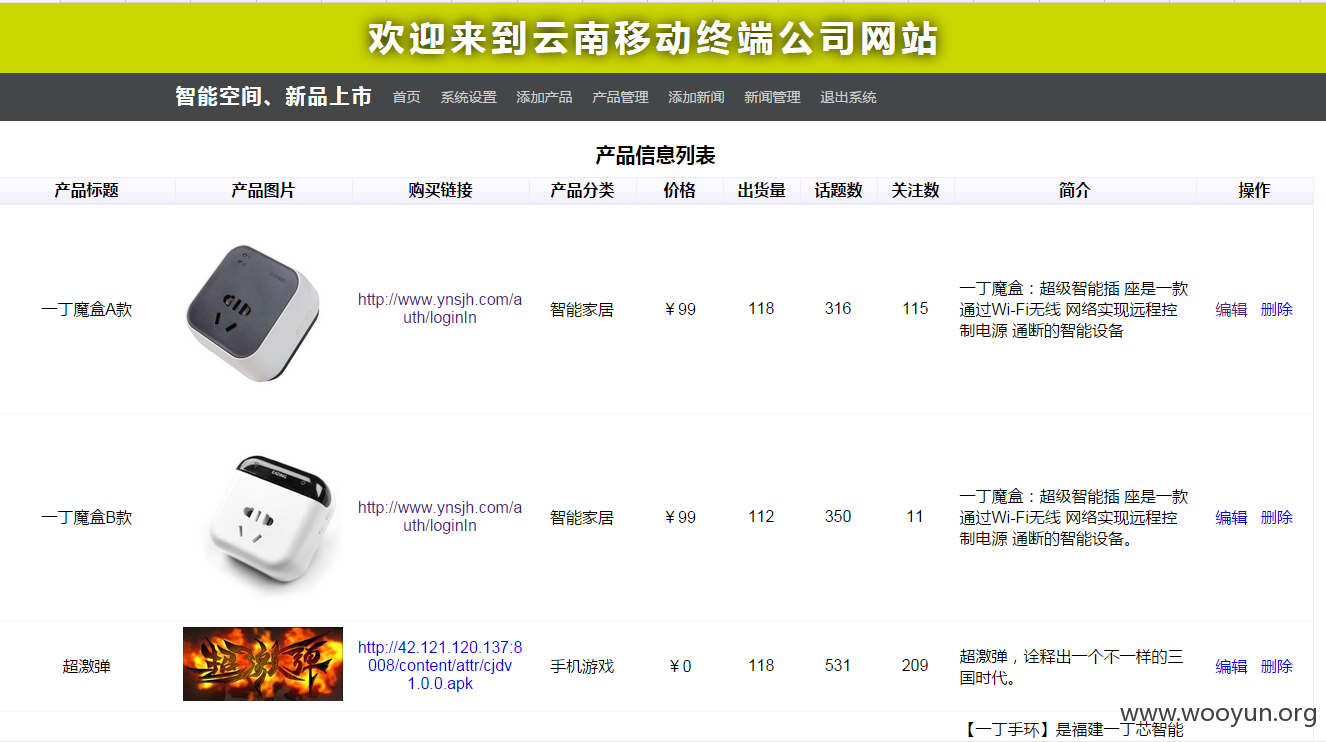 欢迎来到云南移动终端公司网站
智能空间、新品上市 首页 系统设置 添加产品 产品管理 添加新闻 新闻管理 退出系统
产品信息列表
产品标题 产品图片 购买链接 产品分类 价格 出货量 话题数 关注数 简介 操作
一丁魔盒A款
http://www.ynsjh.com/a
uth/loginIn
智能家居 ￥99 118 316 115
一丁魔盒：超级智能插 座是一款
通过Wi-Fi无线 网络实现远程控
制电源 通断的智能设备
编辑 删除
一丁魔盒B款
http://www.ynsjh.com/a
uth/loginIn
智能家居 ￥99 112 350 11
一丁魔盒：超级智能插 座是一款
通过Wi-Fi无线 网络实现远程控
制电源 通断的智能设备。
编辑 删除
超激弹
超激弹
http://42.121.120.137:8
008/content/attr/cjdv
1.0.0.apk
手机游戏 ￥0 118 531 209
超激弹，诠释出一个不一样的三
国时代。
编辑 删除
【一丁手环】是福建一丁芯智能
www.wooyun.org